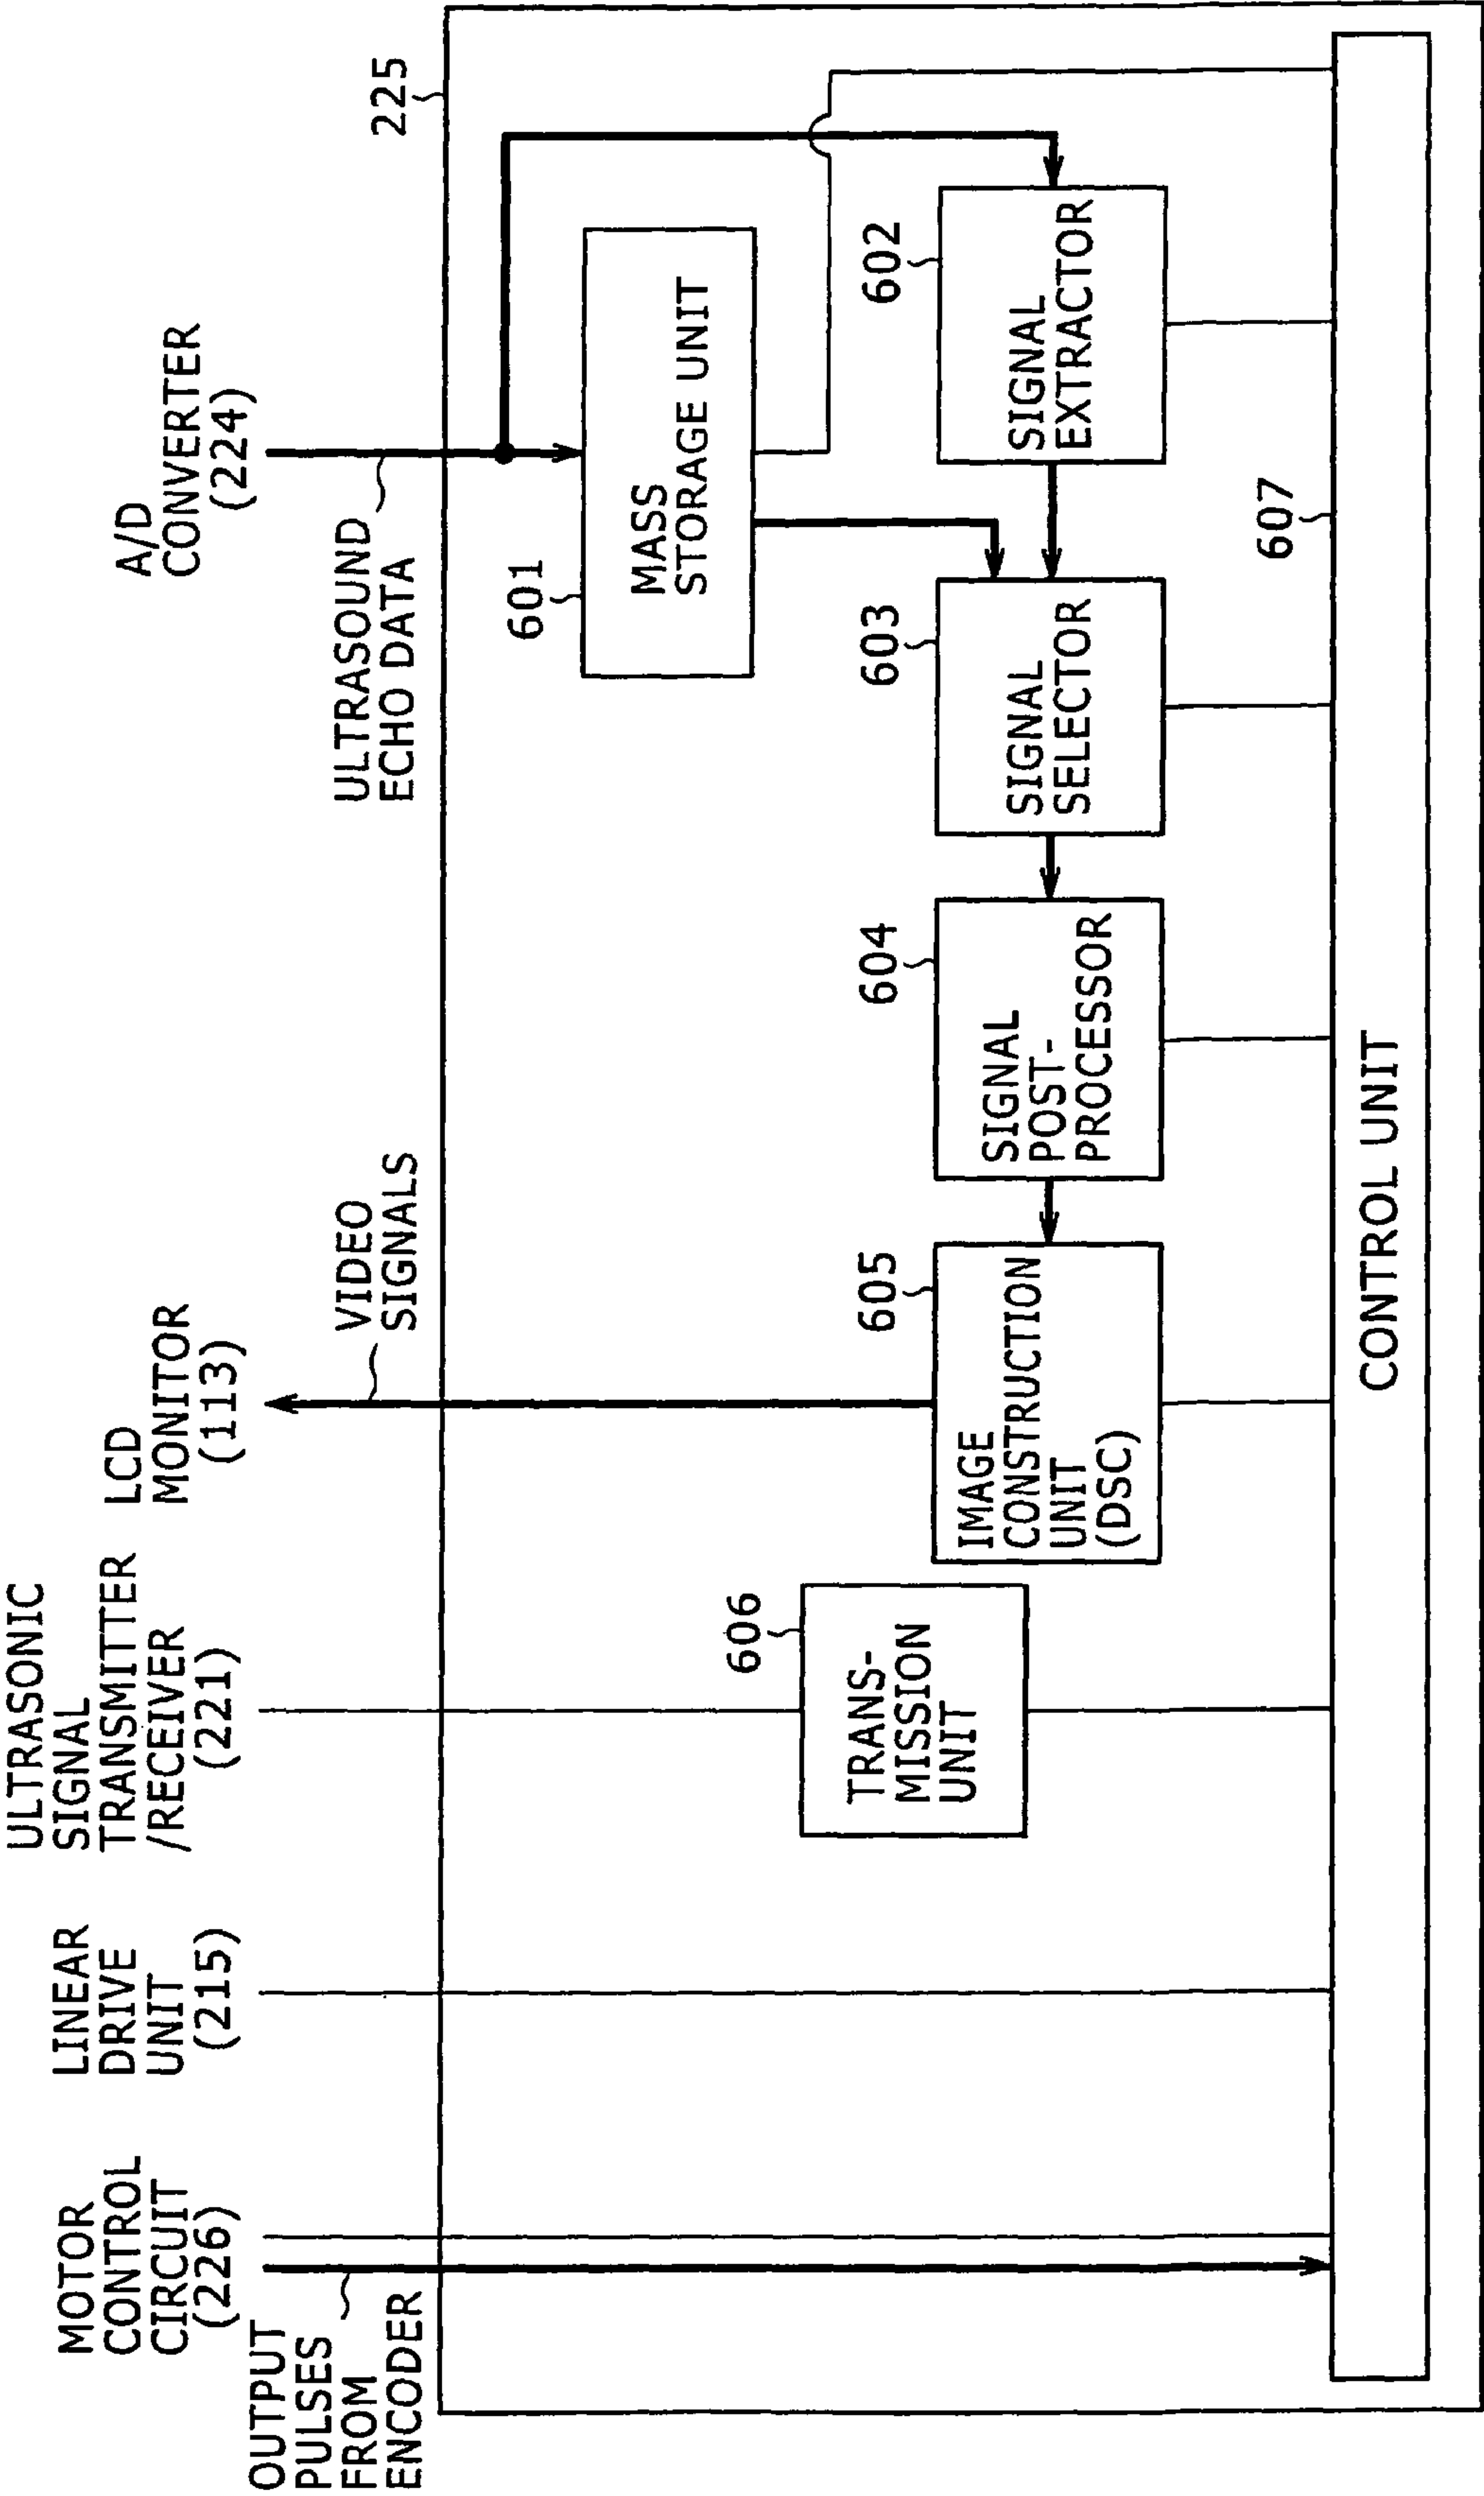 MOTOR
CONTROL
CIRCUIT
(226)
LINEAR
DRIVE
UNIT
(215)
ULTRASONIC
SIGNAL
TRANSMITTER
/RECEIVER
(221)
LCD
MONITOR
(113)
A/D
CONVERTER
(224)
OUTPUT
PULSES
FROM
ENCODER
VIDEO
SIGNALS
ULTRASOUND
ECHO DATA
225
601
MASS
STORAGE UNIT
606
TRANS-
MISSION
UNIT
605
IMAGE
CONSTRUCTION
UNIT
(DSC)
604
SIGNAL
POST-
PROCESSOR
603
SIGNAL
SELECTOR
602
SIGNAL
EXTRACTOR
607
CONTROL UNIT